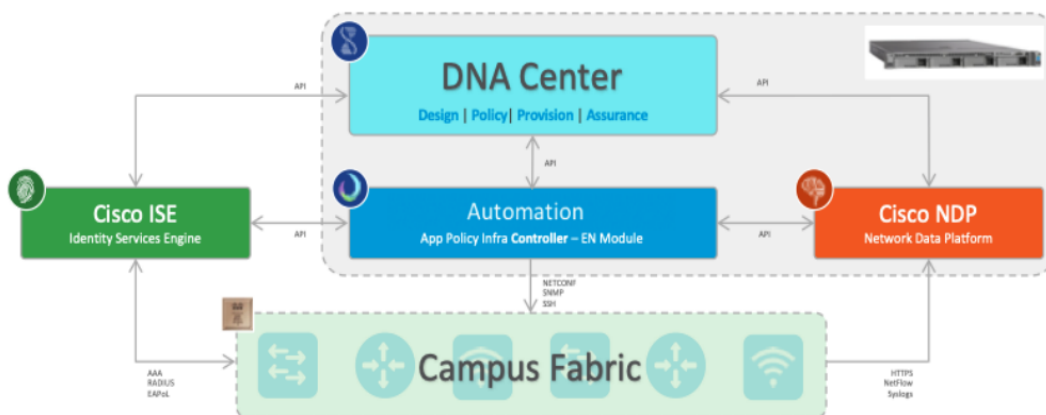 DNA Center
Design | Policy| Provision | Assurance
API
API
API
Cisco ISE
Identity Services Engine
API
Automation
App Policy Infra Controller – EN Module
API
Cisco NDP
Network Data Platform
NETCONF
SNMP
SSH
Campus Fabric
AAA
RADIUS
EAPoL
HTTPS
NetFlow
Syslogs